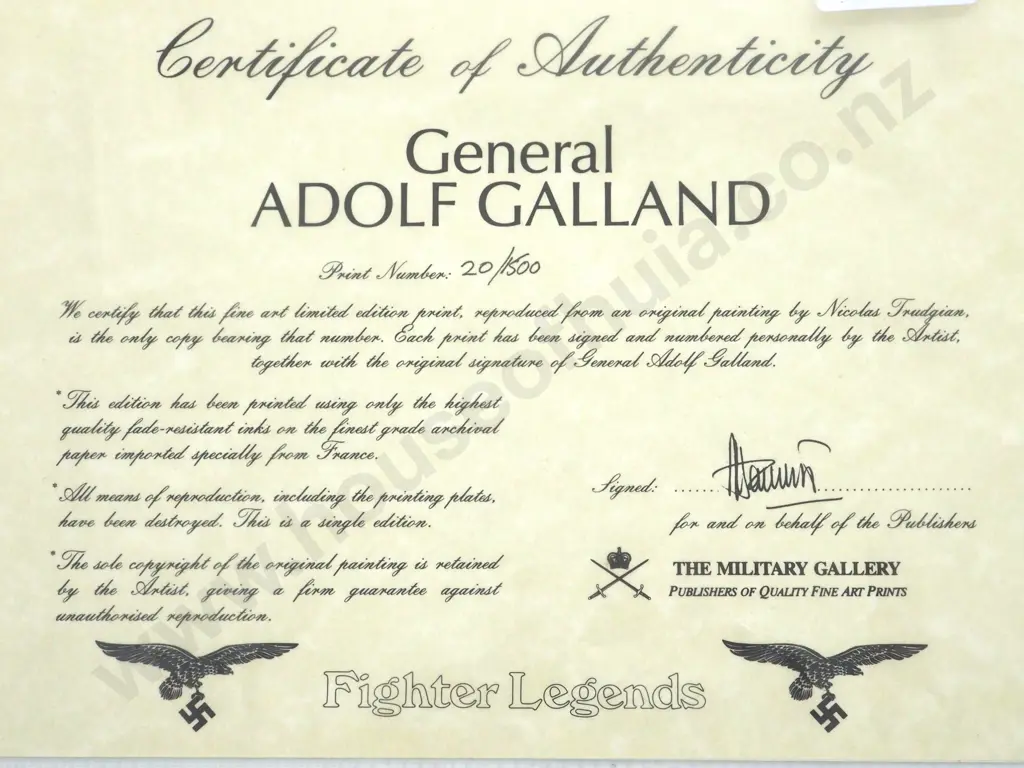 Certificate of Authenticity
General
ADOLF GALLAND
Print Number: 20/1500
We certify that this fine art limited edition print, reproduced from an original painting by Nicolas Trudgian,
is the only copy bearing that number. Each print has been signed and numbered personally by the Artist,
together with the original signature of General Adolf Galland.
*This edition has been printed using only the highest
quality fade-resistant inks on the finest grade archival
paper imported specially from France.
*All means of reproduction, including the printing plates,
have been destroyed. This is a single edition.
*The sole copyright of the original painting is retained
by the Artist, giving a firm guarantee against
unauthorised reproduction.
Signed: ....................
for and on behalf of the Publishers
THE MILITARY GALLERY
PUBLISHERS OF QUALITY FINE ART PRINTS
Fighter Legends
www.houseofhuia.co.nz